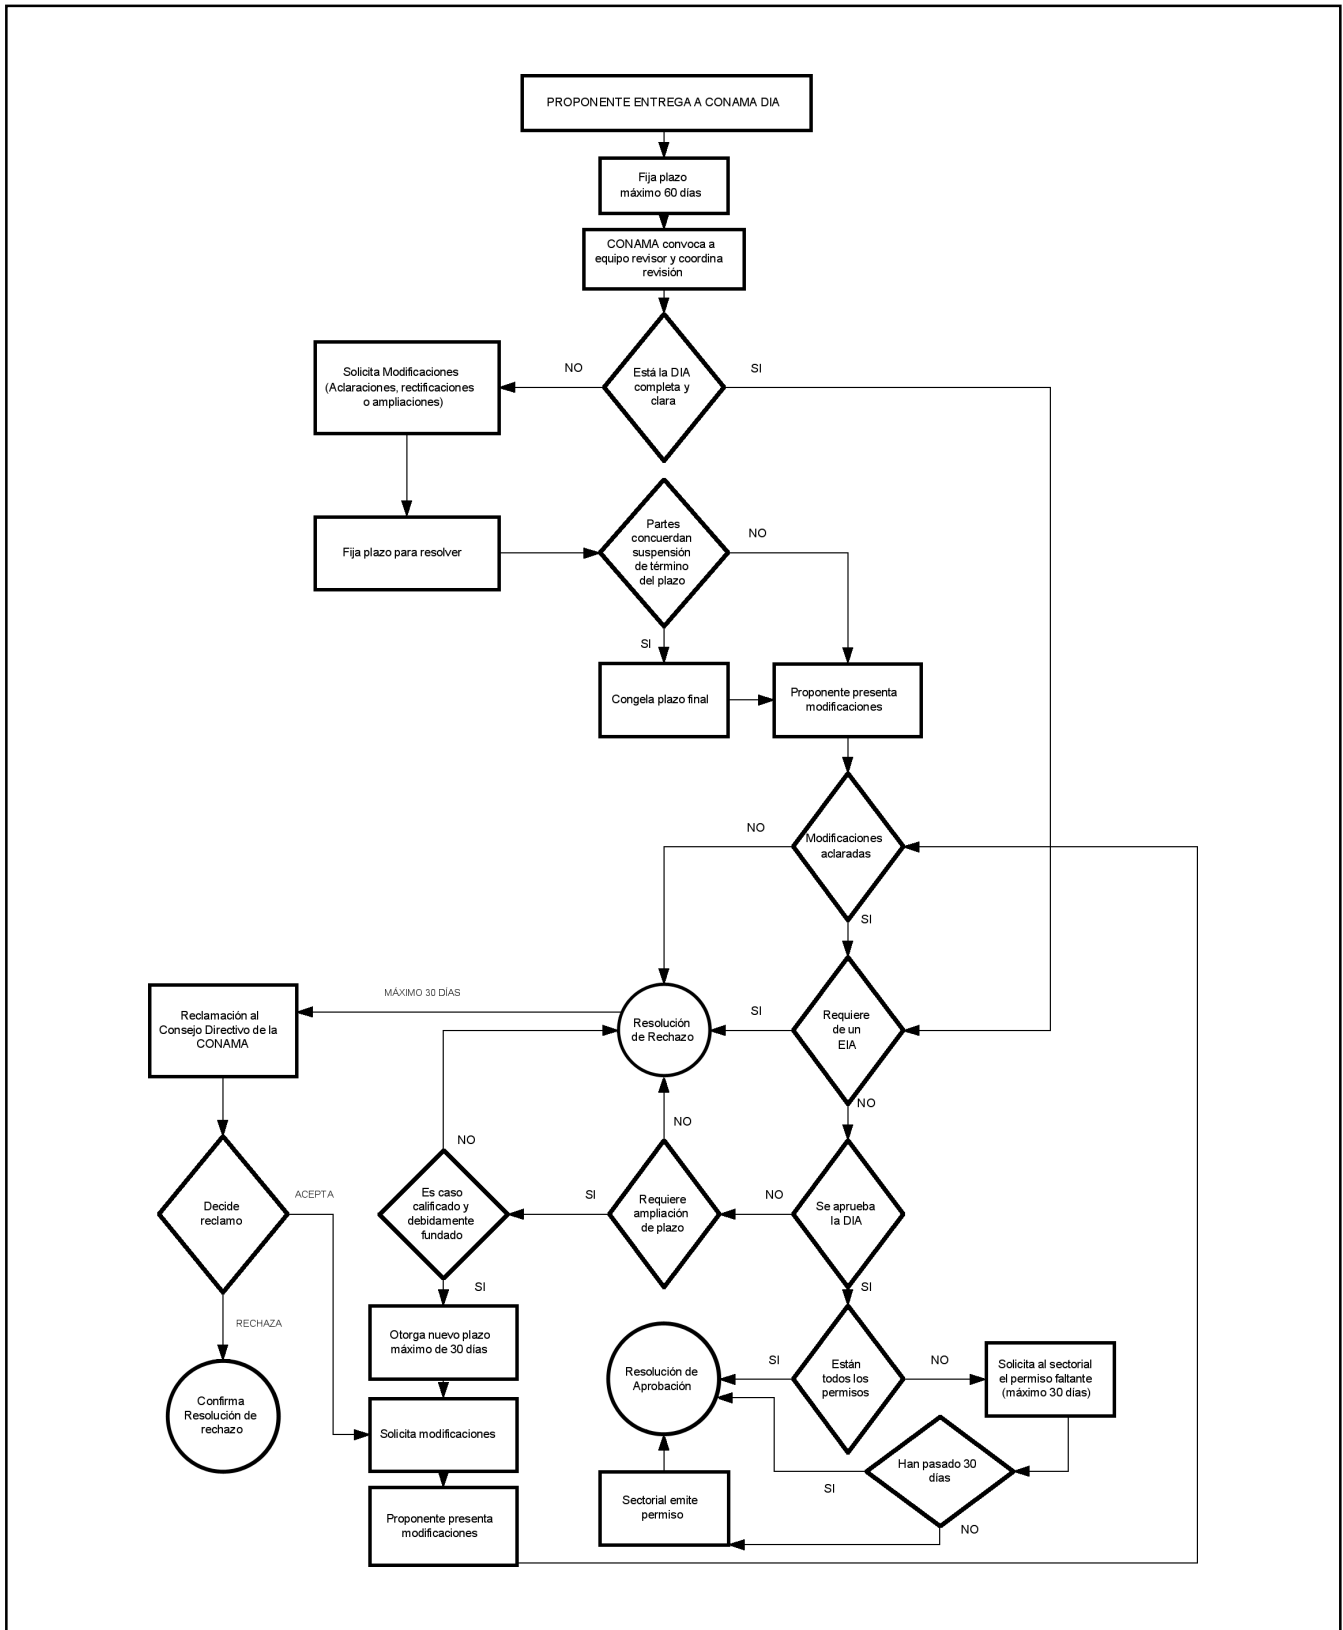 PROPONENTE ENTREGA A CONAMA DIA
Fija plazo
máximo 60 días
CONAMA convoca a
equipo revisor y coordina
revisión
Está la DIA
completa y
clara
NO
SI
Solicita Modificaciones
(Aclaraciones, rectificaciones
o ampliaciones)
Fija plazo para resolver
Partes
concuerdan
suspensión
de término
del plazo
NO
SI
Congela plazo final
Proponente presenta
modificaciones
Modificaciones
aclaradas
NO
SI
Requiere
de un
EIA
SI
NO
Resolución
de Rechazo
MÁXIMO 30 DÍAS
Reclamación al
Consejo Directivo de la
CONAMA
Decide
reclamo
ACEPTA
RECHAZA
Confirma
Resolución de
rechazo
Se aprueba
la DIA
NO
SI
Requiere
ampliación
de plazo
NO
SI
Es caso
calificado y
debidamente
fundado
NO
SI
Otorga nuevo plazo
máximo de 30 días
Solicita modificaciones
Proponente presenta
modificaciones
Están
todos los
permisos
SI
NO
Resolución de
Aprobación
Solicita al sectorial
el permiso faltante
(máximo 30 días)
Han pasado 30
días
SI
NO
Sectorial emite
permiso